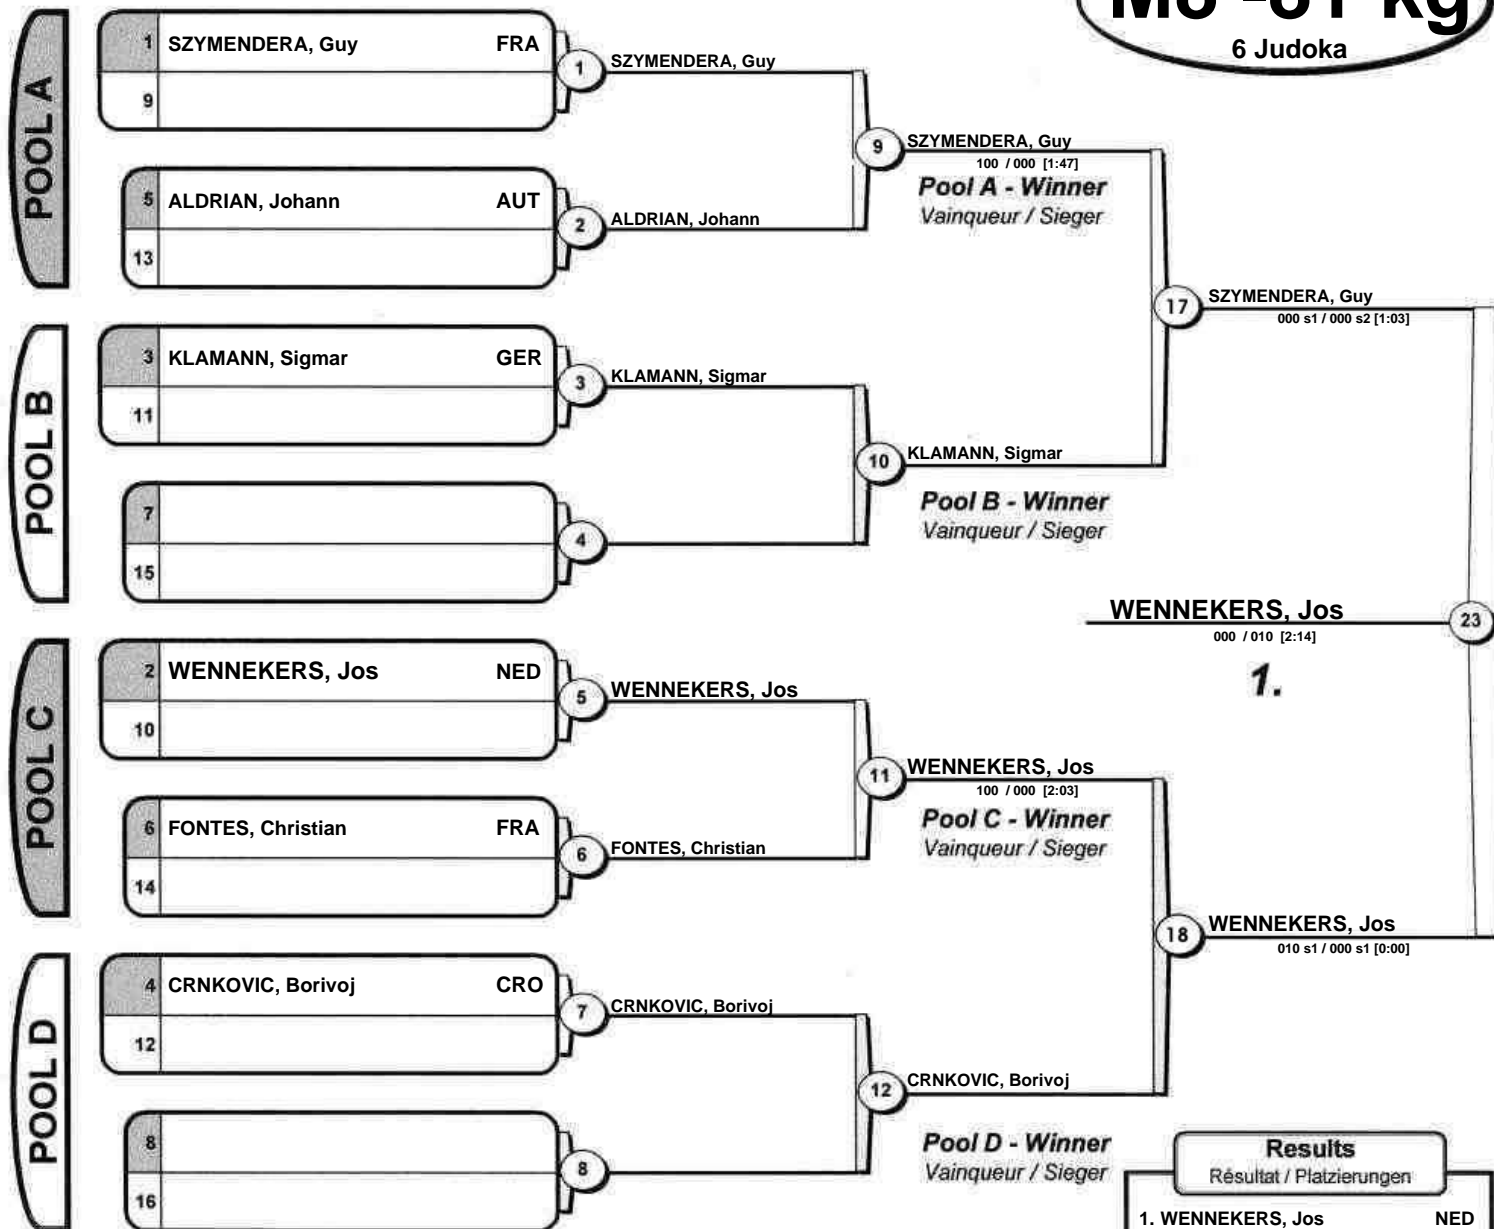 M6 -81 kg
6 Judoka
POOL A
1 SZYMENDERA, Guy FRA
9
1 SZYMENDERA, Guy
5 ALDRIAN, Johann AUT
13
2 ALDRIAN, Johann
9 SZYMENDERA, Guy
100 / 000 [1:47]
Pool A - Winner
Vainqueur / Sieger
POOL B
3 KLAMANN, Sigmar GER
11
3 KLAMANN, Sigmar
7
15
4
10 KLAMANN, Sigmar
Pool B - Winner
Vainqueur / Sieger
17 SZYMENDERA, Guy
000 s1 / 000 s2 [1:03]
WENNEKERS, Jos 23
000 / 010 [2:14]
1.
POOL C
2 WENNEKERS, Jos NED
10
5 WENNEKERS, Jos
6 FONTES, Christian FRA
14
6 FONTES, Christian
11 WENNEKERS, Jos
100 / 000 [2:03]
Pool C - Winner
Vainqueur / Sieger
18 WENNEKERS, Jos
010 s1 / 000 s1 [0:00]
POOL D
4 CRNKOVIC, Borivoj CRO
12
7 CRNKOVIC, Borivoj
8
16
8
12 CRNKOVIC, Borivoj
Pool D - Winner
Vainqueur / Sieger
Results
Résultat / Platzierungen
1. WENNEKERS, Jos NED